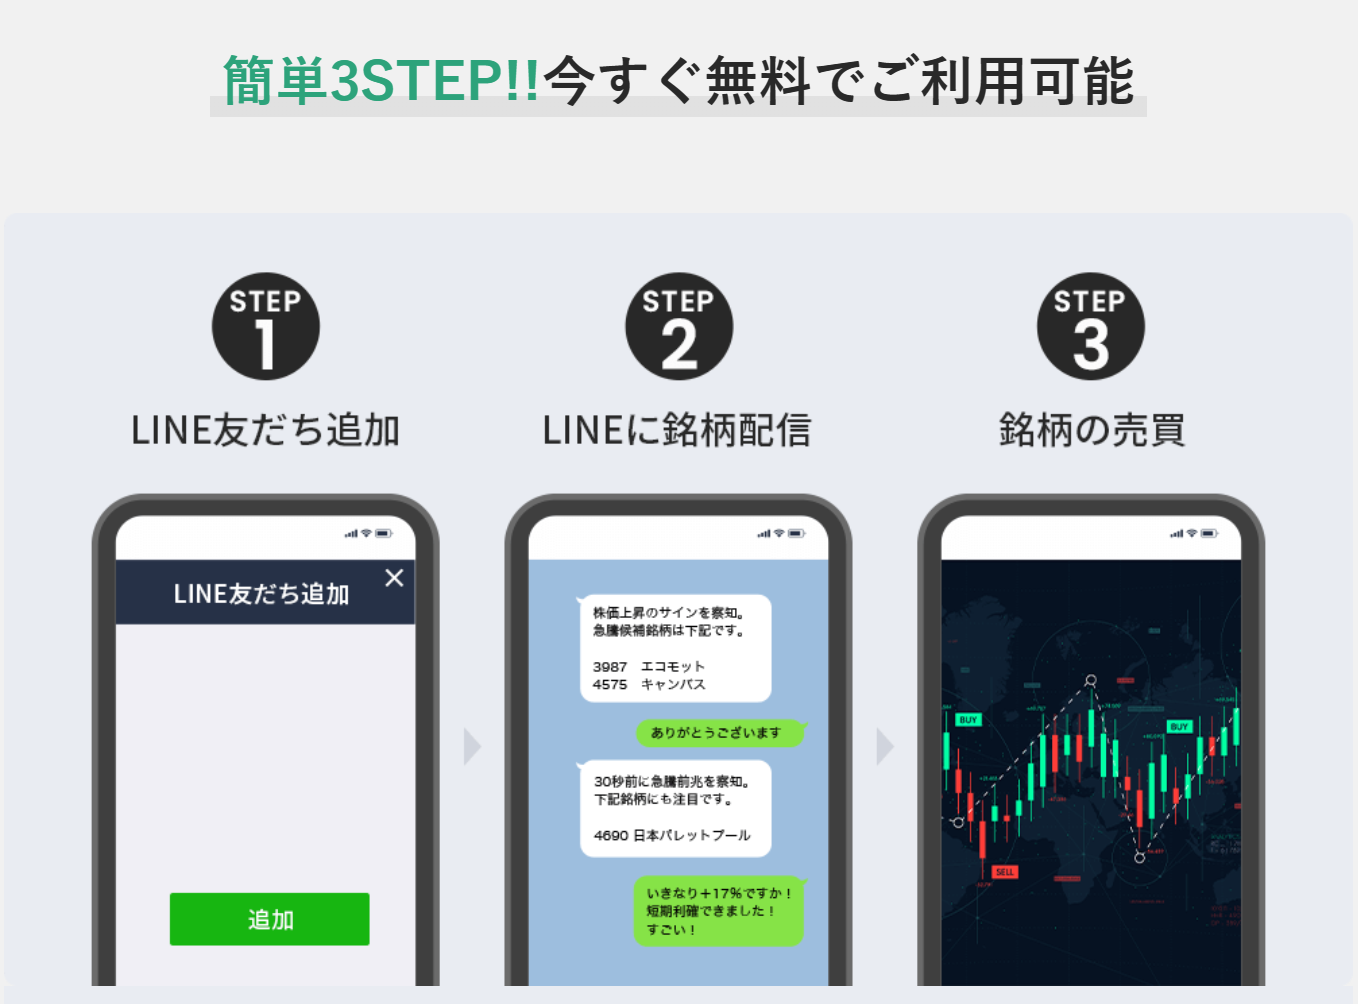 簡単3STEP!!今すぐ無料でご利用可能
STEP
1
LINE友だち追加
LINE友だち追加
追加
STEP
2
LINEに銘柄配信
株価上昇のサインを察知。
急騰候補銘柄は下記です。
3987 エコモット
4575 キャンバス
ありがとうございます
30秒前に急騰前兆を察知。
下記銘柄にも注目です。
4690 日本パレットプール
いきなり＋17%ですか！
短期利確できました！
すごい！
STEP
3
銘柄の売買
BUY
BUY
SELL